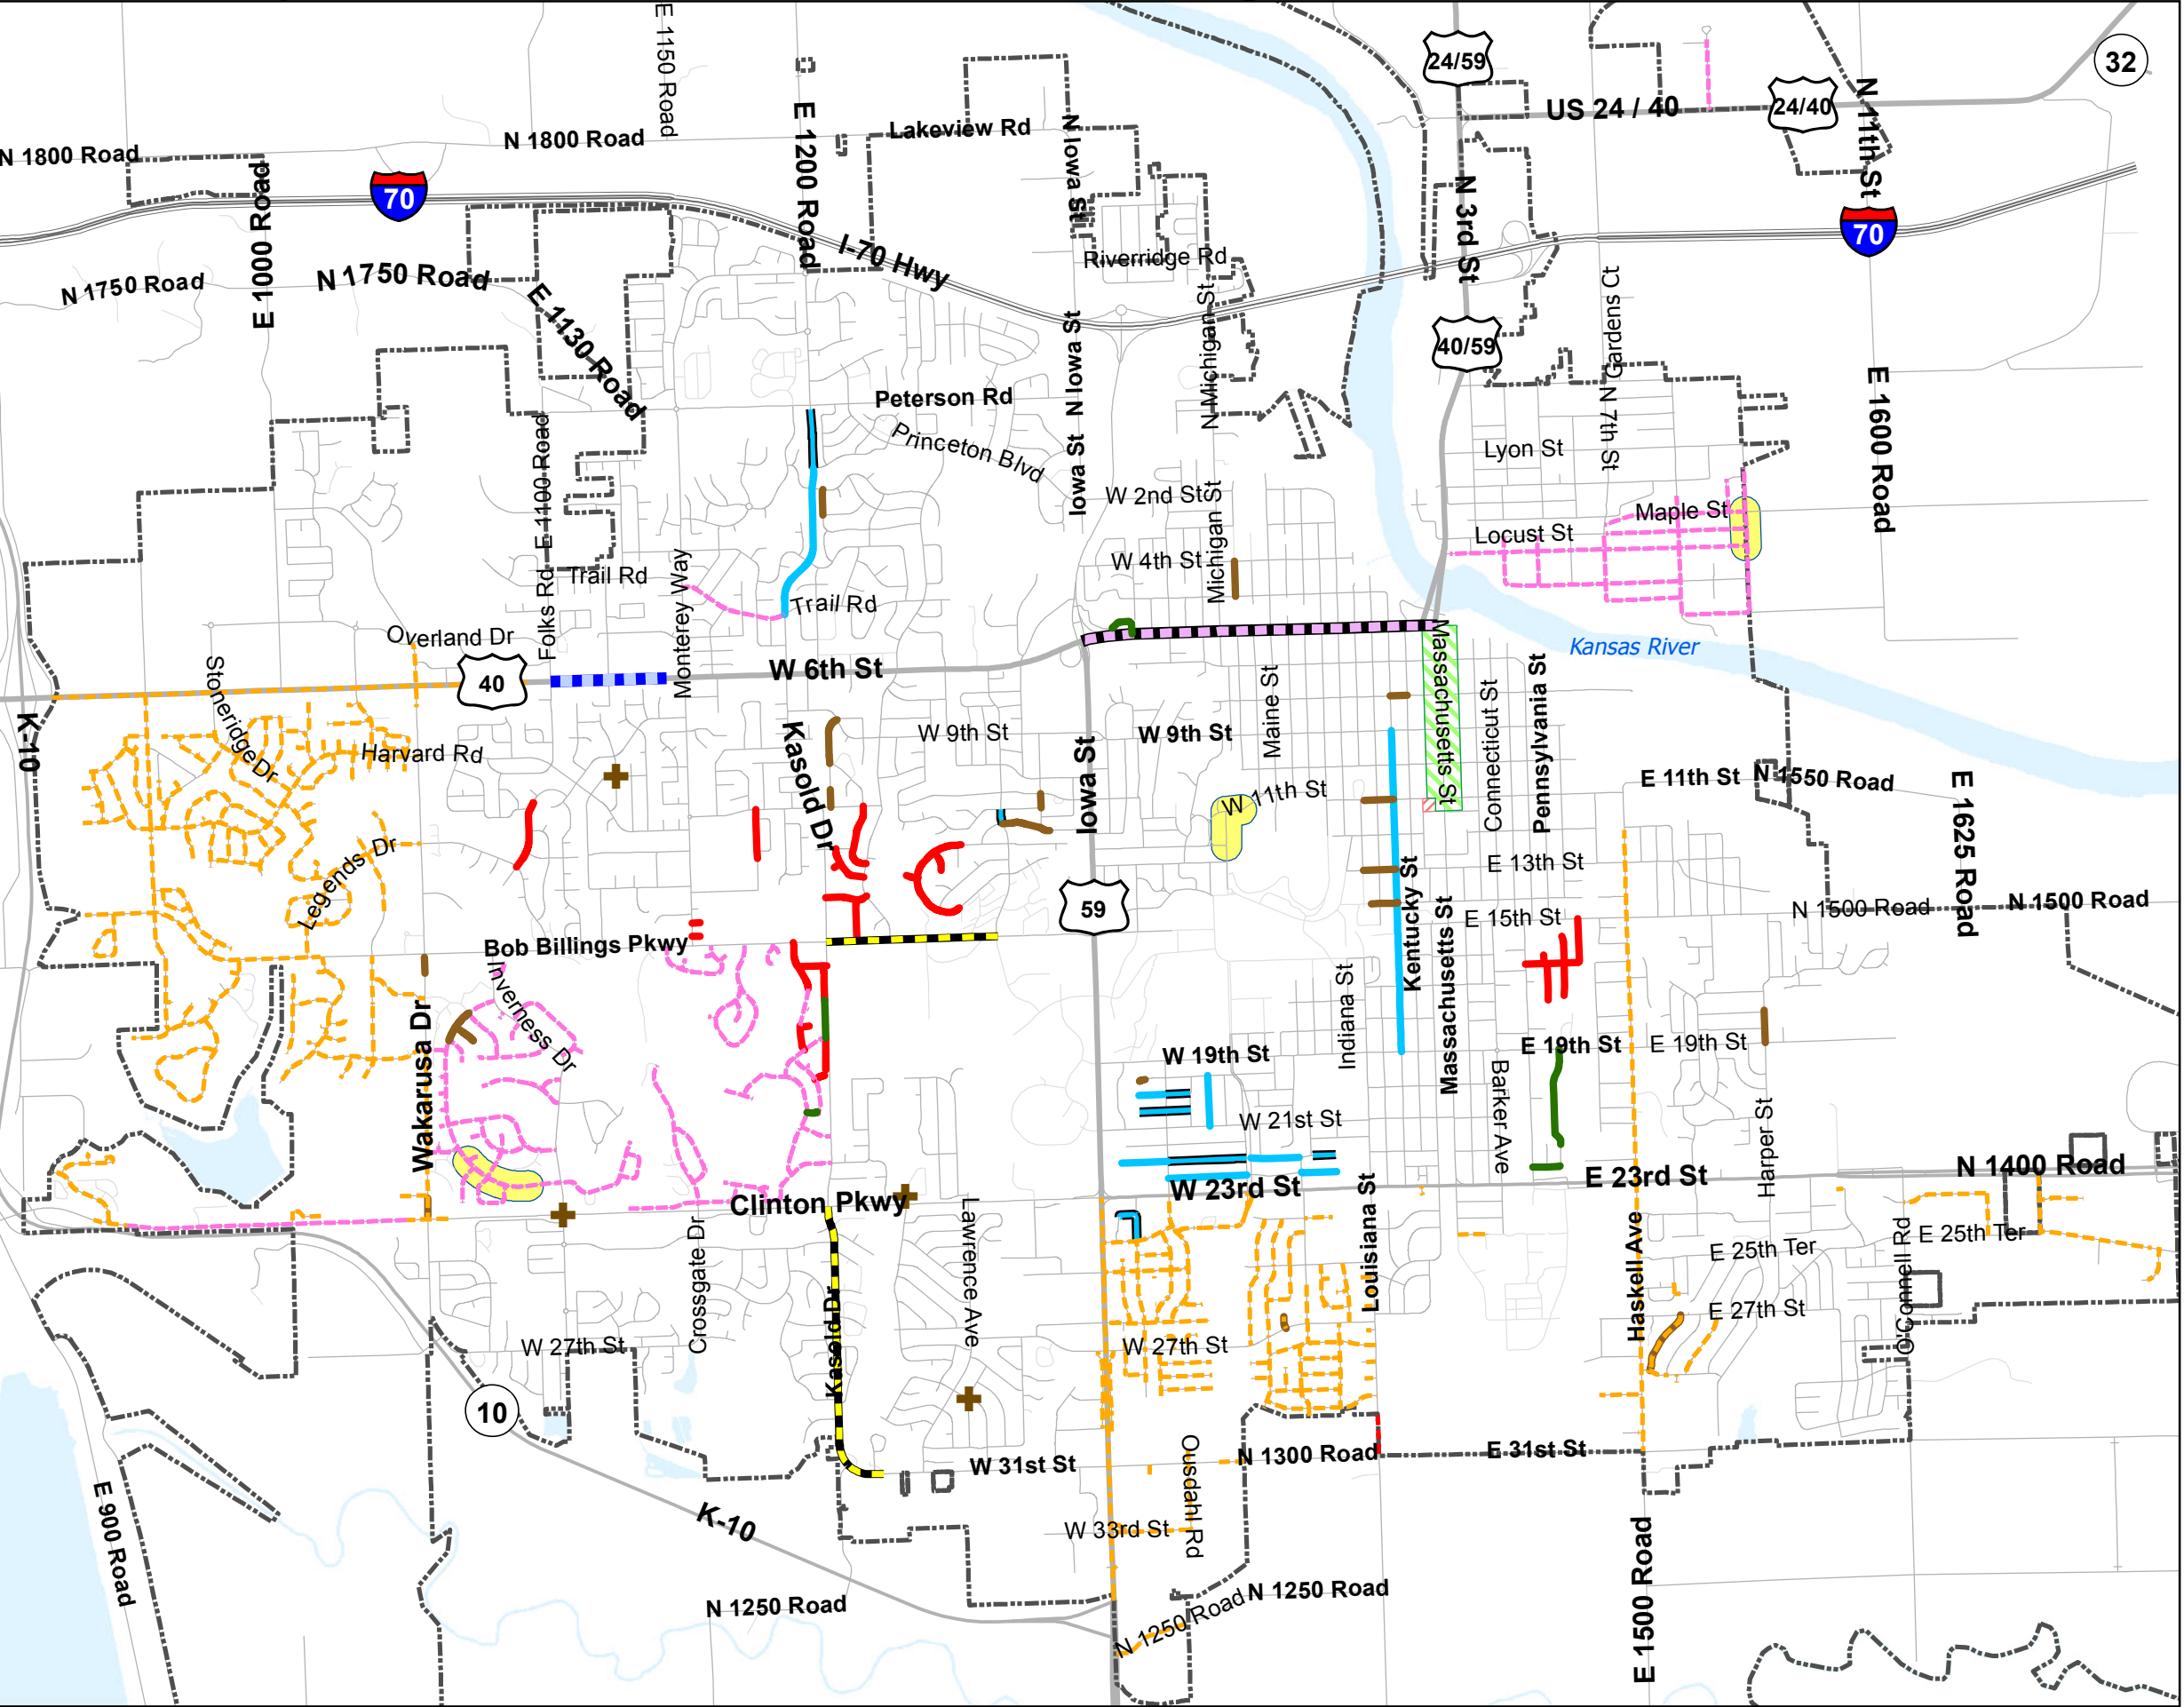 E 1150 Road
24/59
32
US 24 / 40
24/40
N 11th St
N 1800 Road
N 1800 Road
Lakeview Rd
N Iowa St
E 1200 Road
E 1000 Road
70
N 3rd St
70
I-70 Hwy
Riverridge Rd
N 1750 Road
N 1750 Road
E 1130 Road
N Michigan St
N Iowa St
40/59
N Gardens Ct
E 1600 Road
Peterson Rd
Princeton Blvd
Iowa St
N 7th St
Lyon St
E 1100 Road
W 2nd St
Michigan St
Maple St
Locust St
W 4th St
Trail Rd
Trail Rd
Folks Rd
Monterey Way
Overland Dr
Kansas River
40
W 6th St
Stoneridge Dr
K-10
Harvard Rd
Kasold Dr
W 9th St
Iowa St
W 9th St
Maine St
Massachusetts St
Connecticut St
Pennsylvania St
E 11th St
N 1550 Road
E 1625 Road
W 11th St
Legends Dr
E 13th St
Kentucky St
59
E 15th St
N 1500 Road
N 1500 Road
Bob Billings Pkwy
Inverness Dr
Wakarusa Dr
Indiana St
Massachusetts St
W 19th St
E 19th St
E 19th St
Barker Ave
Harper St
W 21st St
Clinton Pkwy
W 23rd St
E 23rd St
N 1400 Road
Crossgate Dr
Lawrence Ave
Louisiana St
Haskell Ave
E 25th Ter
O'Connell Rd
E 25th Ter
Kasold Dr
W 27th St
W 27th St
E 27th St
10
W 31st St
N 1300 Road
E 31st St
Ousdahl Rd
E 900 Road
K-10
W 33rd St
E 1500 Road
N 1250 Road
N 1250 Road
N 1250 Road